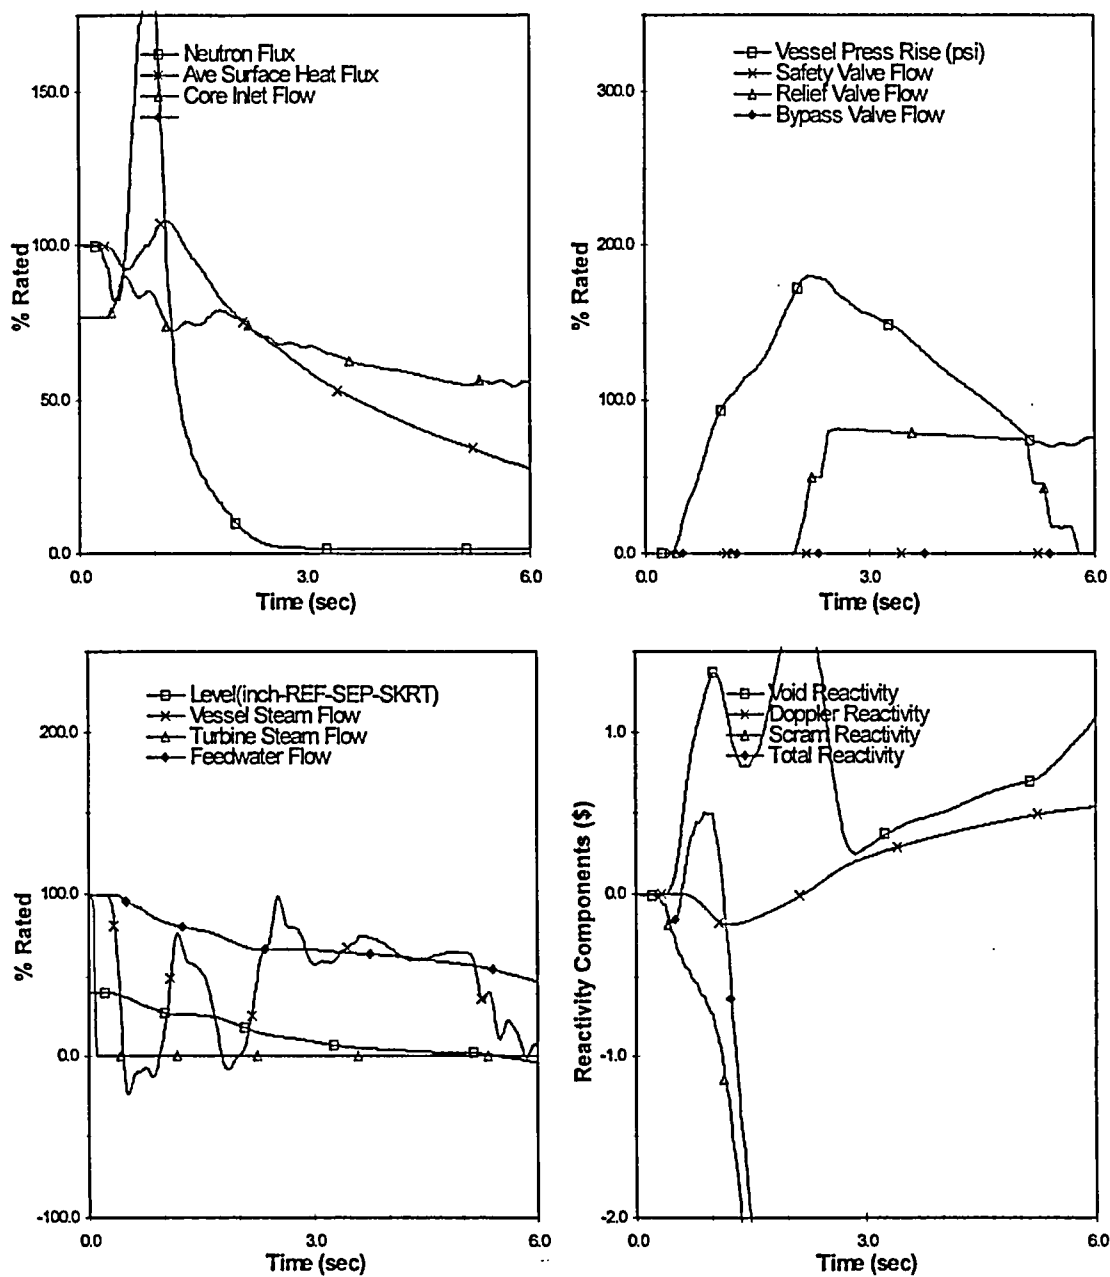 Neutron Flux
Ave Surface Heat Flux
Core Inlet Flow
150.0
100.0
50.0
0.0
% Rated
0.0 3.0 6.0
Time (sec)
Vessel Press Rise (psi)
Safety Valve Flow
Relief Valve Flow
Bypass Valve Flow
300.0
200.0
100.0
0.0
% Rated
0.0 3.0 6.0
Time (sec)
Level(inch-REF-SEP-SKRT)
Vessel Steam Flow
Turbine Steam Flow
Feedwater Flow
200.0
100.0
0.0
-100.0
% Rated
0.0 3.0 6.0
Time (sec)
Void Reactivity
Doppler Reactivity
Scram Reactivity
Total Reactivity
1.0
0.0
-1.0
-2.0
Reactivity Components ($)
0.0 3.0 6.0
Time (sec)